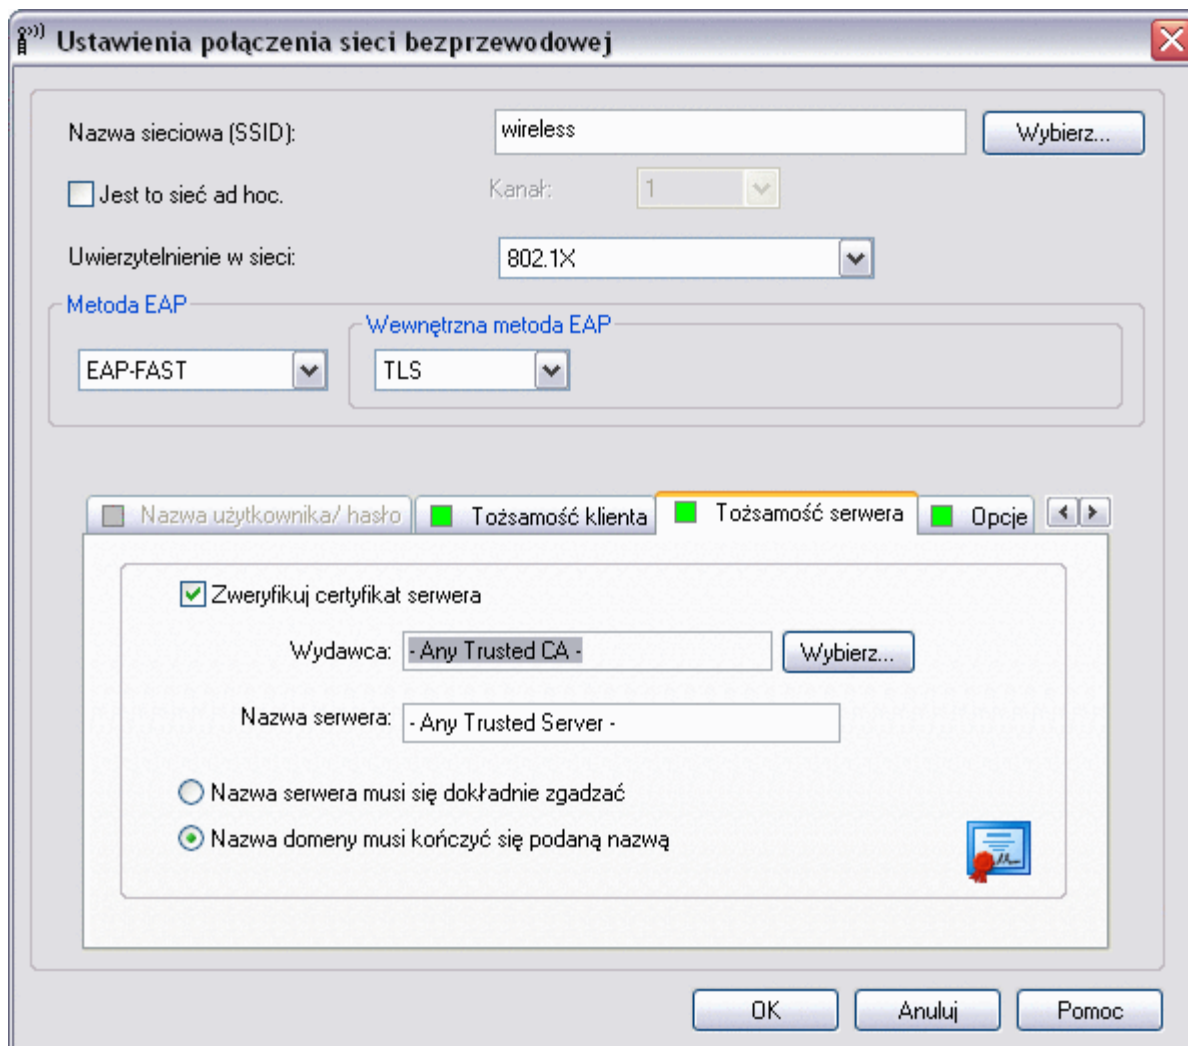 Ustawienia połączenia sieci bezprzewodowej
Nazwa sieciowa (SSID): wireless Wybierz...
Jest to sieć ad hoc. Kanał: 1
Uwierzytelnienie w sieci: 802.1X
Metoda EAP
Wewnętrzna metoda EAP
EAP-FAST TLS
Nazwa użytkownika/ hasło Tożsamość klienta Tożsamość serwera Opcje
Zweryfikuj certyfikat serwera
Wydawca: - Any Trusted CA - Wybierz...
Nazwa serwera: - Any Trusted Server -
Nazwa serwera musi się dokładnie zgadzać
Nazwa domeny musi kończyć się podaną nazwą
OK Anuluj Pomoc